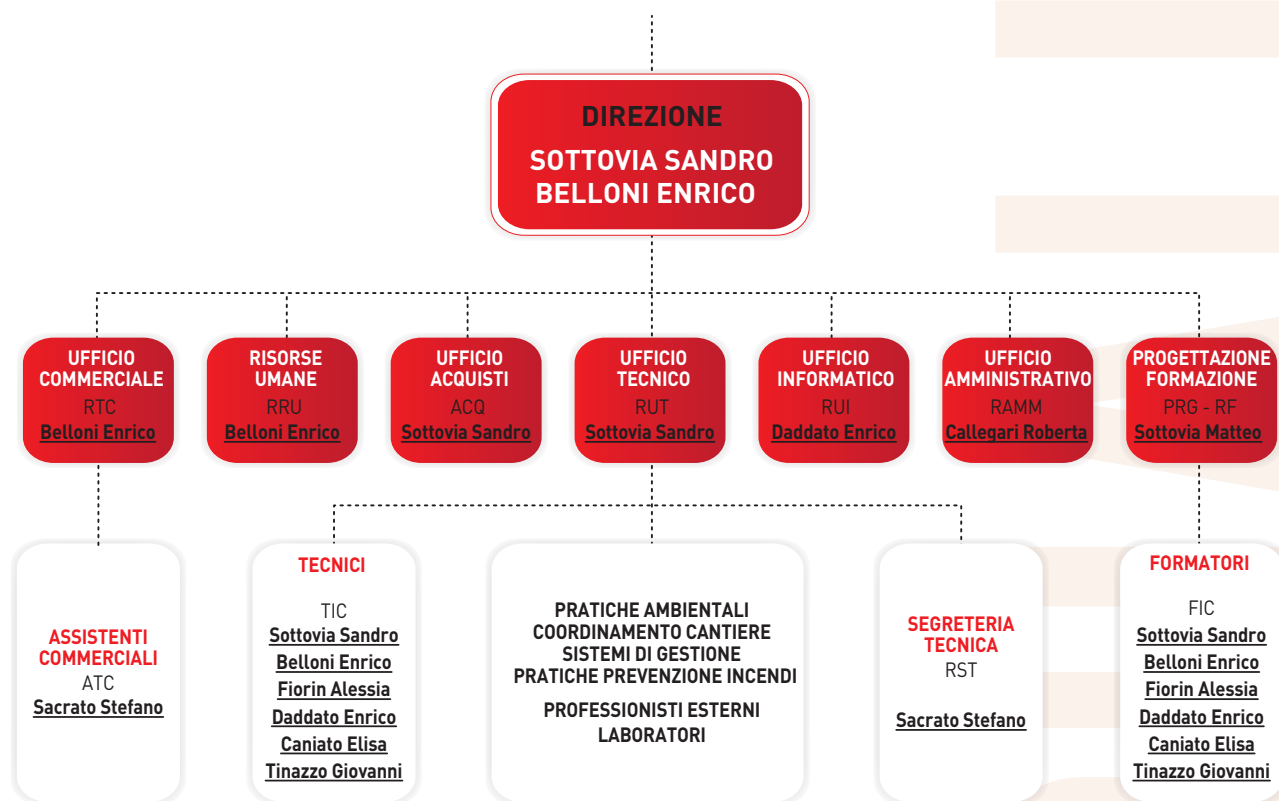 DIREZIONE
SOTTOVIA SANDRO
BELLONI ENRICO
UFFICIO
COMMERCIALE
RTC
Belloni Enrico
RISORSE
UMANE
RRU
Belloni Enrico
UFFICIO
ACQUISTI
ACQ
Sottovia Sandro
UFFICIO
TECNICO
RUT
Sottovia Sandro
UFFICIO
INFORMATICO
RUI
Daddato Enrico
UFFICIO
AMMINISTRATIVO
RAMM
Callegari Roberta
PROGETTAZIONE
FORMAZIONE
PRG - RF
Sottovia Matteo
ASSISTENTI
COMMERCIALI
ATC
Sacrato Stefano
TECNICI
TIC
Sottovia Sandro
Belloni Enrico
Fiorin Alessia
Daddato Enrico
Caniato Elisa
Tinazzo Giovanni
PRATICHE AMBIENTALI
COORDINAMENTO CANTIERE
SISTEMI DI GESTIONE
PRATICHE PREVENZIONE INCENDI
PROFESSIONISTI ESTERNI
LABORATORI
SEGRETERIA
TECNICA
RST
Sacrato Stefano
FORMATORI
FIC
Sottovia Sandro
Belloni Enrico
Fiorin Alessia
Daddato Enrico
Caniato Elisa
Tinazzo Giovanni